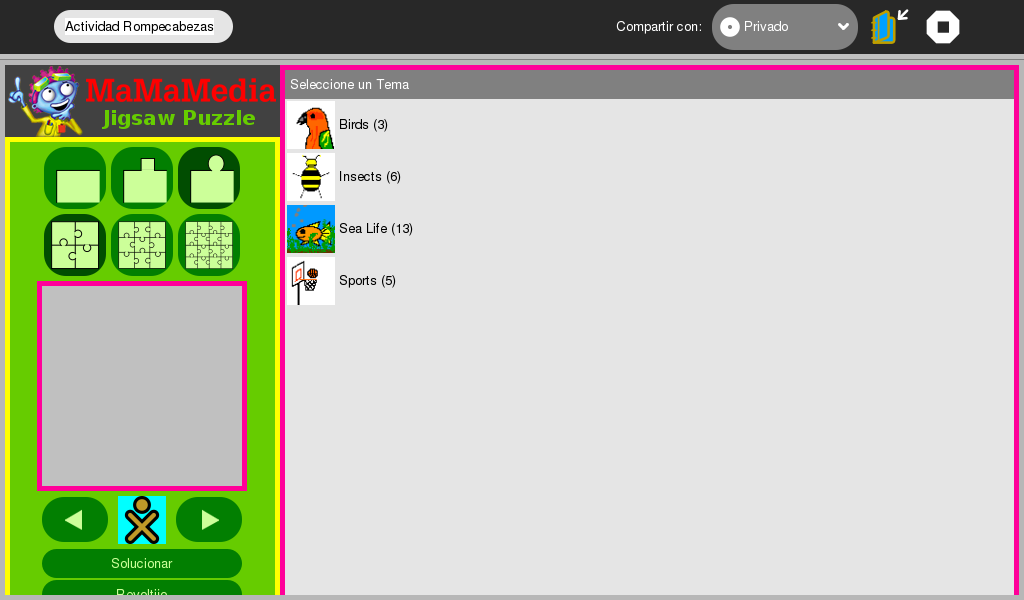 Actividad Rompecabezas
Compartir con:
Privado
MaMaMedia
Jigsaw Puzzle
Seleccione un Tema
Birds (3)
Insects (6)
Sea Life (13)
Sports (5)
Solucionar
Revoltijo